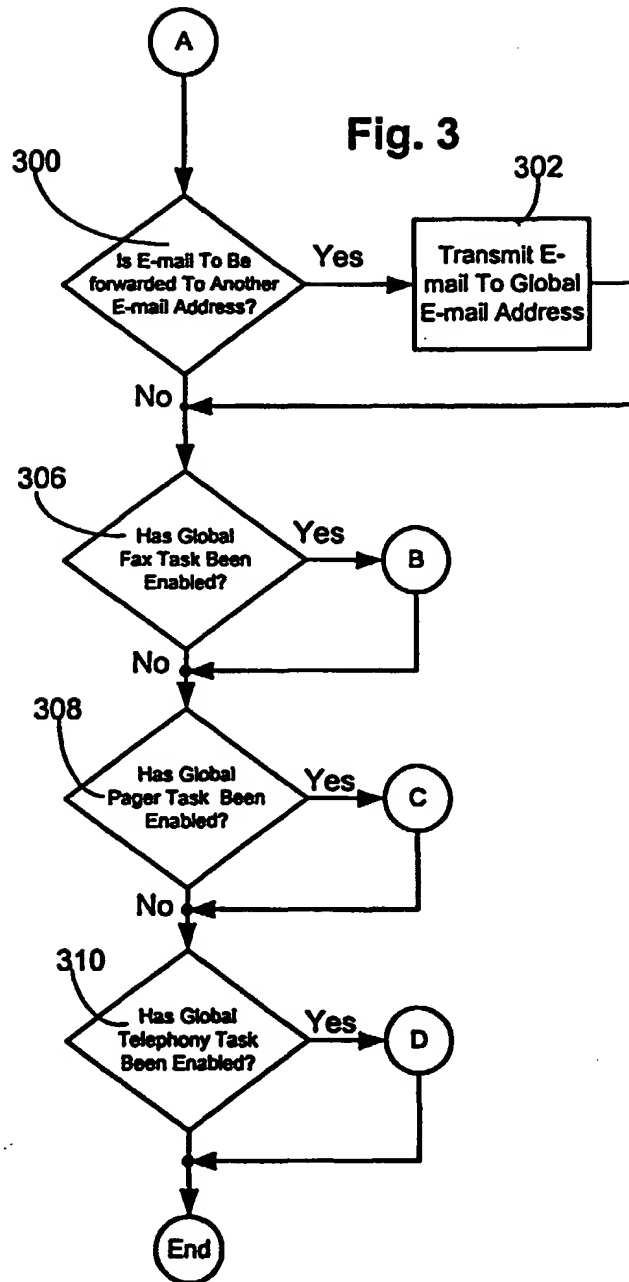 A
Fig. 3
300
302
Is E-mail To Be
forwarded To Another
E-mail Address?
Yes
Transmit E-
mail To Global
E-mail Address
No
306
Has Global
Fax Task Been
Enabled?
Yes
B
No
308
Has Global
Pager Task Been
Enabled?
Yes
C
No
310
Has Global
Telephony Task
Been Enabled?
Yes
D
End